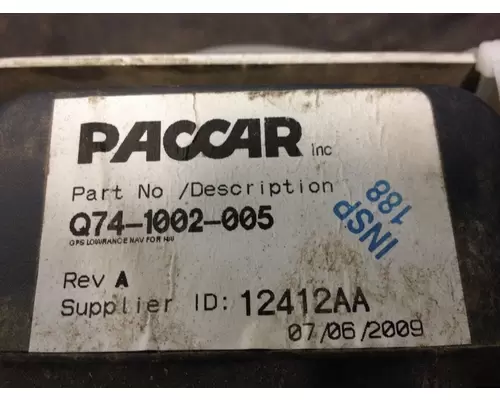 PACCAR inc
Part No /Description
Q74-1002-005
GPS LOWRANCE NAV FOR HW
Rev A
Supplier ID: 12412AA
07/06/2009
INSP
188